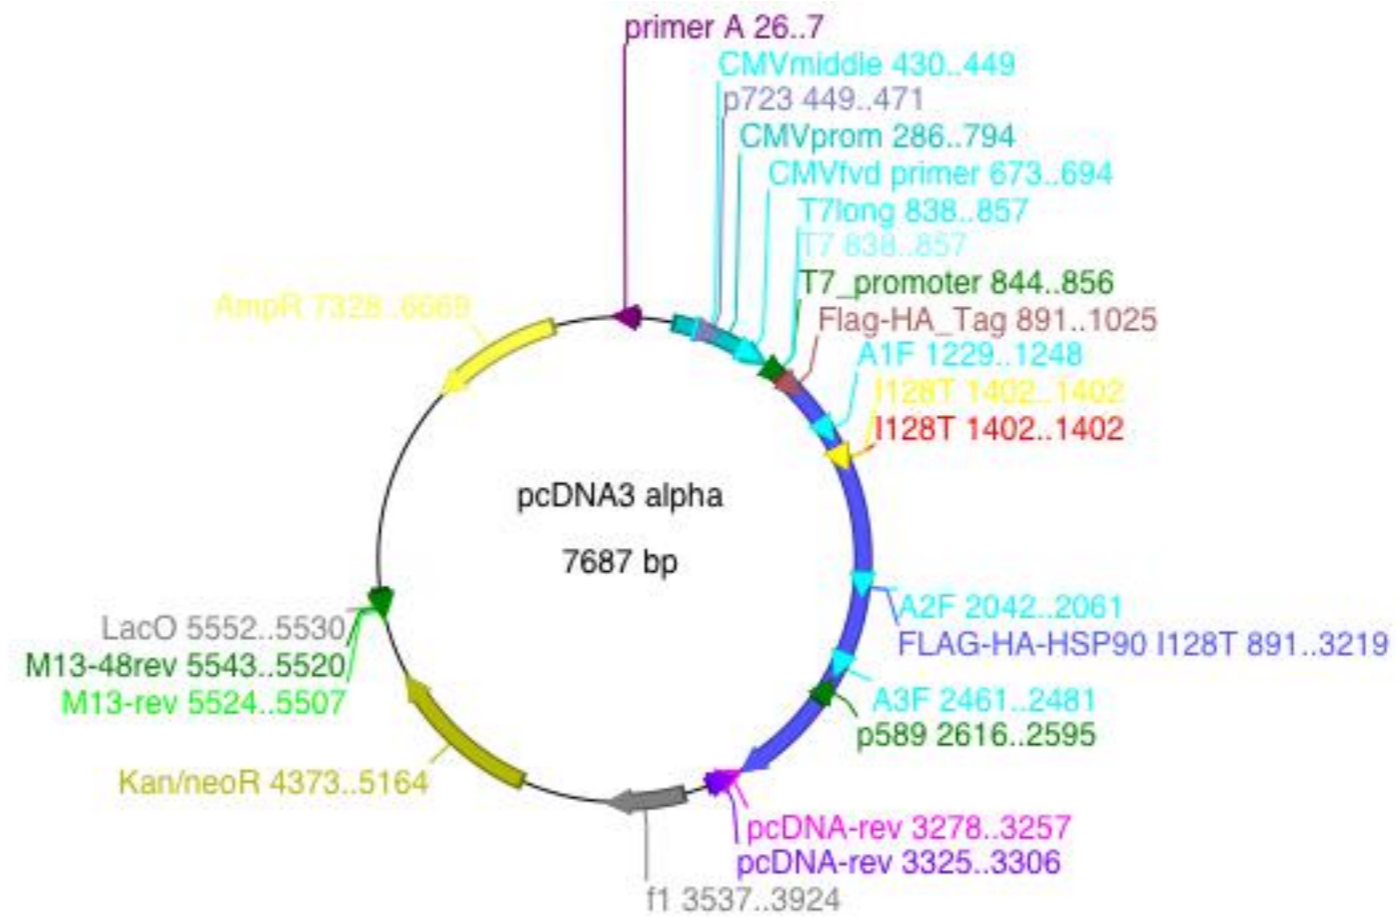 primer A 26..7
CMVmiddle 430..449
p723 449..471
CMVprom 286..794
CMVfvd primer 673..694
T7long 838..857
T7 838..857
T7_promoter 844..856
Flag-HA_Tag 891..1025
A1F 1229..1248
I128T 1402..1402
I128T 1402..1402
AmpR 7328..6669
pcDNA3 alpha
7687 bp
A2F 2042..2061
FLAG-HA-HSP90 I128T 891..3219
A3F 2461..2481
p589 2616..2595
LacO 5552..5530
M13-48rev 5543..5520
M13-rev 5524..5507
Kan/neoR 4373..5164
pcDNA-rev 3278..3257
pcDNA-rev 3325..3306
f1 3537..3924